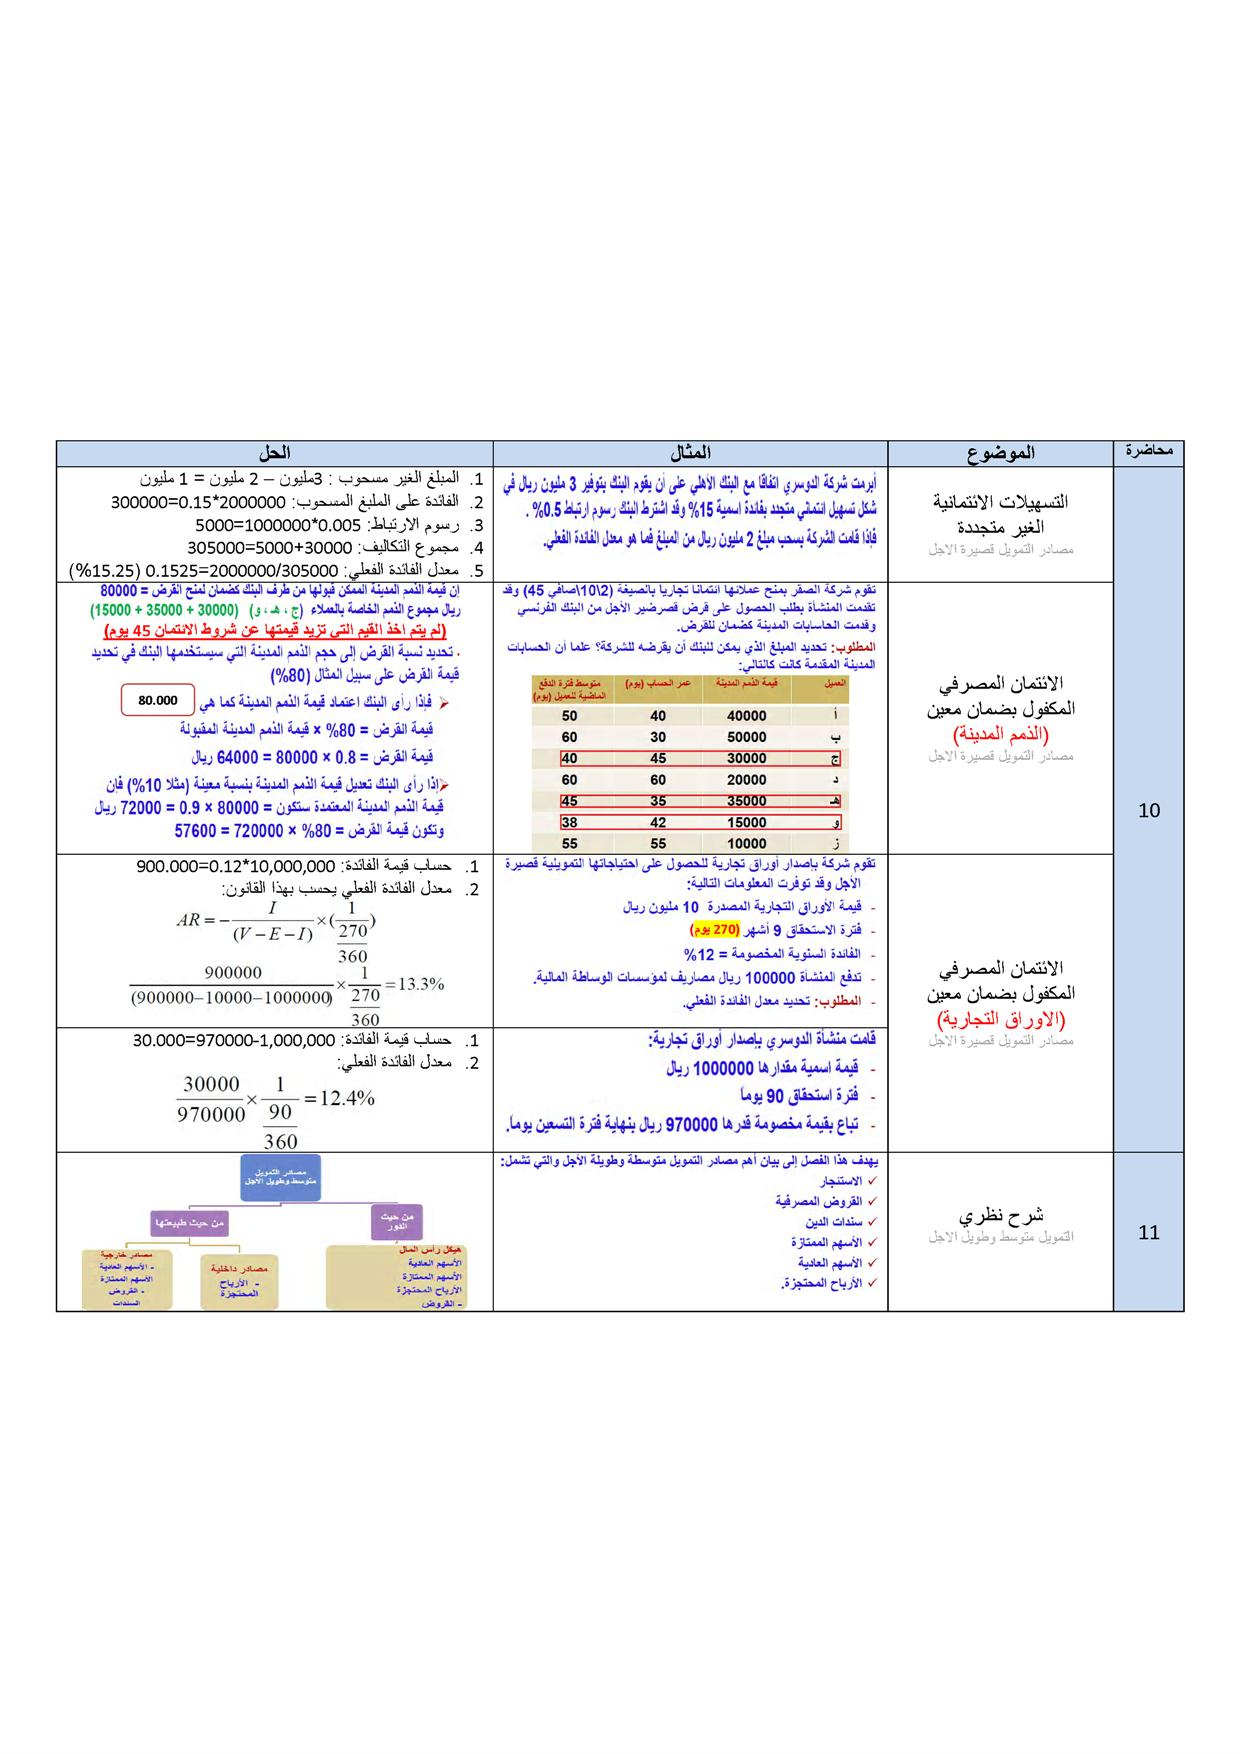 محاضرة
الموضوع
المثال
الحل
10
التسهيلات الائتمانية
الغير متجددة
مصادر التمويل قصيرة الاجل
أبرمت شركة الدوسري اتفاقا مع البنك الأهلي على أن يقوم البنك بتوفير 3 مليون ريال في
شكل تسهيل ائتماني متجدد بفائدة اسمية 15% وقد اشترط البنك رسوم ارتباط 0.5% .
فإذا قامت الشركة بسحب مبلغ 2 مليون ريال من المبلغ فما هو معدل الفائدة الفعلي.
1. المبلغ الغير مسحوب : 3مليون – 2 مليون = 1 مليون
2. الفائدة على المليغ المسحوب: 2000000*0.15=300000
3. رسوم الارتباط: 0.005*1000000=5000
4. مجموع التكاليف: 30000+5000=305000
5. معدل الفائدة الفعلي: 305000/2000000=0.1525 (15.25%)
الائتمان المصرفي
المكفول بضمان معين
(الذمم المدينة)
مصادر التمويل قصيرة الاجل
تقوم شركة الصقر بمنح عملائها ائتمانا تجاريا بالصيغة (2\10\صافي 45) وقد
تقدمت المنشأة بطلب الحصول على قرض قصرضير الأجل من البنك الفرنسي
وقدمت الحاسابات المدينة كضمان للقرض.
المطلوب: تحديد المبلغ الذي يمكن للبنك أن يقرضه للشركة؟ علما أن الحسابات
المدينة المقدمة كانت كالتالي:
العميل قيمة الذمم المدينة عمر الحساب (يوم) متوسط فترة الدفع
الماضية للعميل (يوم)
أ 40000 40 50
ب 50000 30 60
ج 30000 45 40
د 20000 60 60
هـ 35000 35 45
و 15000 42 38
ز 10000 55 55
إن قيمة الذمم المدينة الممكن قبولها من طرف البنك كضمان لمنح القرض = 80000
ريال مجموع الذمم الخاصة بالعملاء (ج ، هـ ، و) (30000 + 35000 + 15000)
(لم يتم اخذ القيم التي تزيد قيمتها عن شروط الائتمان 45 يوم)
· تحديد نسبة القرض إلى حجم الذمم المدينة التي سيستخدمها البنك في تحديد
قيمة القرض على سبيل المثال (80%)
➢ فإذا رأى البنك اعتماد قيمة الذمم المدينة كما هي 80.000
قيمة القرض = 80% × قيمة الذمم المدينة المقبولة
قيمة القرض = 0.8 × 80000 = 64000 ريال
➢إذا رأى البنك تعديل قيمة الذمم المدينة بنسبة معينة (مثلا 10%) فإن
قيمة الذمم المدينة المعتمدة ستكون = 80000 × 0.9 = 72000 ريال
وتكون قيمة القرض = 80% × 720000 = 57600
الائتمان المصرفي
المكفول بضمان معين
(الاوراق التجارية)
مصادر التمويل قصيرة الاجل
تقوم شركة بإصدار أوراق تجارية للحصول على احتياجاتها التمويلية قصيرة
الأجل وقد توفرت المعلومات التالية:
- قيمة الأوراق التجارية المصدرة 10 مليون ريال
- فترة الاستحقاق 9 أشهر (270 يوم)
- الفائدة السنوية المخصومة = 12%
- تدفع المنشأة 100000 ريال مصاريف لمؤسسات الوساطة المالية.
- المطلوب: تحديد معدل الفائدة الفعلي.
1. حساب قيمة الفائدة: 10,000,000*0.12=900.000
2. معدل الفائدة الفعلي يحسب بهذا القانون:
AR = − I/(V − E − I) × (1/(270/360))
900000/(900000−10000−1000000) × 1/(270/360) = 13.3%
قامت منشأة الدوسري بإصدار أوراق تجارية:
- قيمة اسمية مقدارها 1000000 ريال
- فترة استحقاق 90 يوماً
- تباع بقيمة مخصومة قدرها 970000 ريال بنهاية فترة التسعين يوماً.
1. حساب قيمة الفائدة: 1,000,000-970000=30.000
2. معدل الفائدة الفعلي:
30000/970000 × 1/(90/360) = 12.4%
11
شرح نظري
التمويل متوسط وطويل الاجل
يهدف هذا الفصل إلى بيان أهم مصادر التمويل متوسطة وطويلة الأجل والتي تشمل:
✓ الاستئجار
✓ القروض المصرفية
✓ سندات الدين
✓ الأسهم الممتازة
✓ الأسهم العادية
✓ الأرباح المحتجزة.
مصادر التمويل
متوسط وطويل الأجل
من حيث
الدور
من حيث طبيعتها
هيكل رأس المال
الأسهم العادية
الأسهم الممتازة
الأرباح المحتجزة
- القروض
مصادر داخلية
- الأرباح
المحتجزة
مصادر خارجية
- الأسهم العادية
الأسهم الممتازة
- القروض
السندات